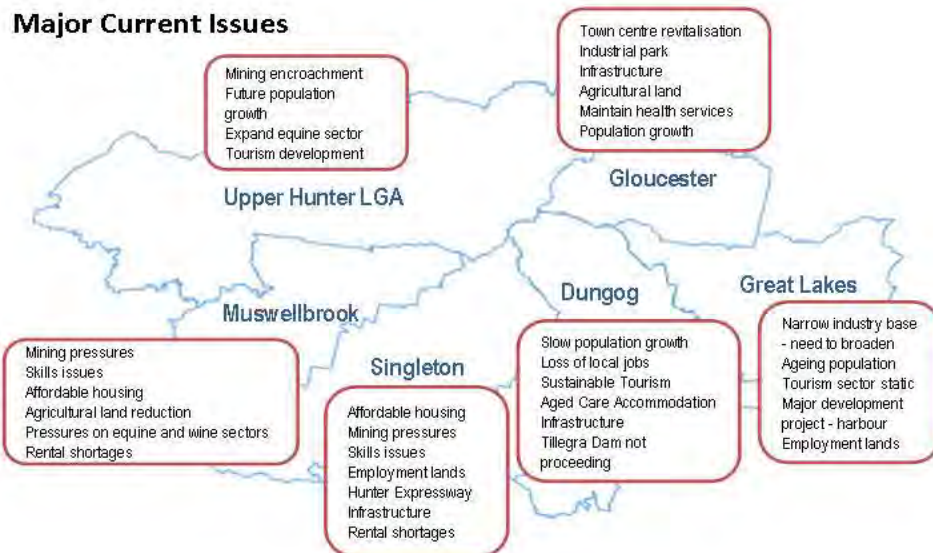 Major Current Issues
Mining encroachment
Future population
growth
Expand equine sector
Tourism development
Town centre revitalisation
Industrial park
Infrastructure
Agricultural land
Maintain health services
Population growth
Upper Hunter LGA
Gloucester
Muswellbrook
Dungog
Great Lakes
Singleton
Mining pressures
Skills issues
Affordable housing
Agricultural land reduction
Pressures on equine and wine sectors
Rental shortages
Affordable housing
Mining pressures
Skills issues
Employment lands
Hunter Expressway
Infrastructure
Rental shortages
Slow population growth
Loss of local jobs
Sustainable Tourism
Aged Care Accommodation
Infrastructure
Tillegra Dam not
proceeding
Narrow industry base
- need to broaden
Ageing population
Tourism sector static
Major development
project - harbour
Employment lands